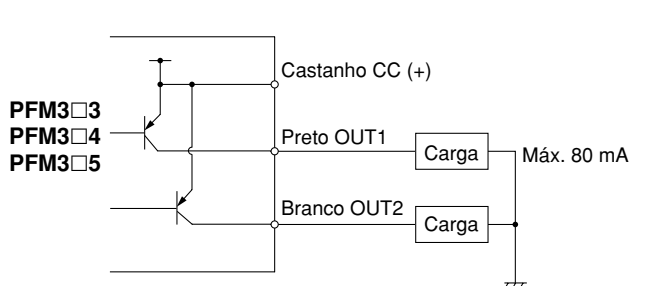 Castanho CC (+)
PFM3□3
PFM3□4
PFM3□5
Preto OUT1
Carga
Máx. 80 mA
Branco OUT2
Carga